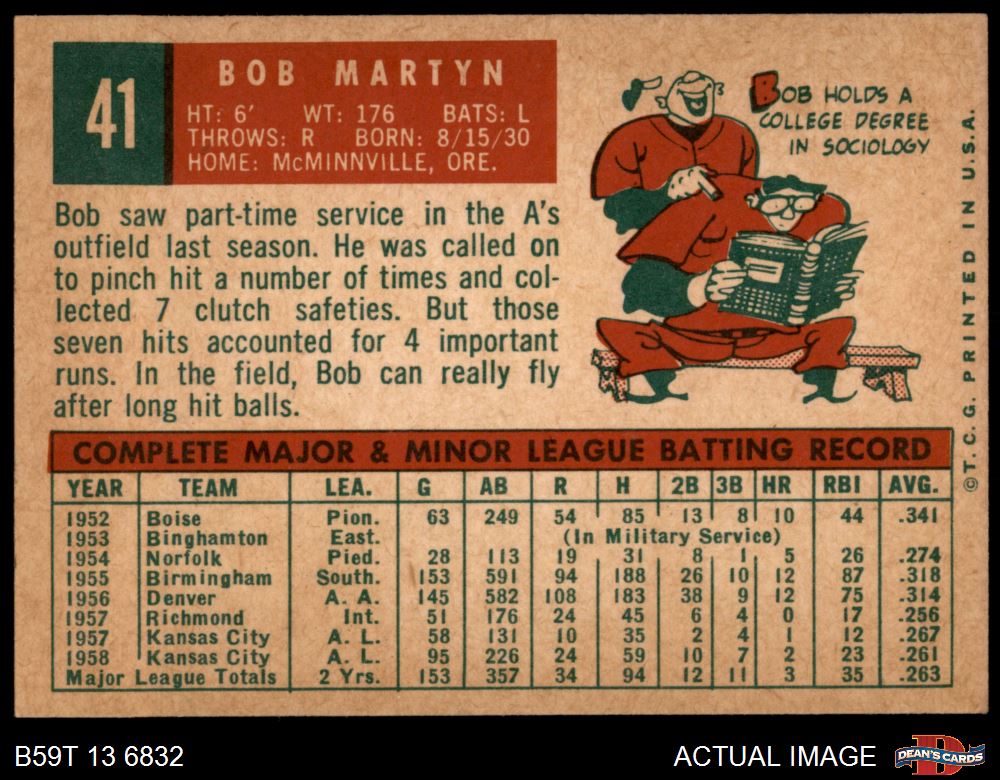 41
BOB MARTYN
HT: 6' WT: 176 BATS: L
THROWS: R BORN: 8/15/30
HOME: McMINNVILLE, ORE.
Bob saw part-time service in the A's
outfield last season. He was called on
to pinch hit a number of times and col-
lected 7 clutch safeties. But those
seven hits accounted for 4 important
runs. In the field, Bob can really fly
after long hit balls.
BOB HOLDS A
COLLEGE DEGREE
IN SOCIOLOGY
© T. C. G. PRINTED IN U.S.A.
COMPLETE MAJOR & MINOR LEAGUE BATTING RECORD
YEAR TEAM LEA. G AB R H 2B 3B HR RBI AVG.
1952 Boise Pion. 63 249 54 85 13 8 10 44 .341
1953 Binghamton East. (In Military Service)
1954 Norfolk Pied. 28 113 19 31 8 1 5 26 .274
1955 Birmingham South. 153 591 94 188 26 10 12 87 .318
1956 Denver A. A. 145 582 108 183 38 9 12 75 .314
1957 Richmond Int. 51 176 24 45 6 4 0 17 .256
1957 Kansas City A. L. 58 131 10 35 2 4 1 12 .267
1958 Kansas City A. L. 95 226 24 59 10 7 2 23 .261
Major League Totals 2 Yrs. 153 357 34 94 12 11 3 35 .263
B59T 13 6832
ACTUAL IMAGE
DEAN'S CARDS